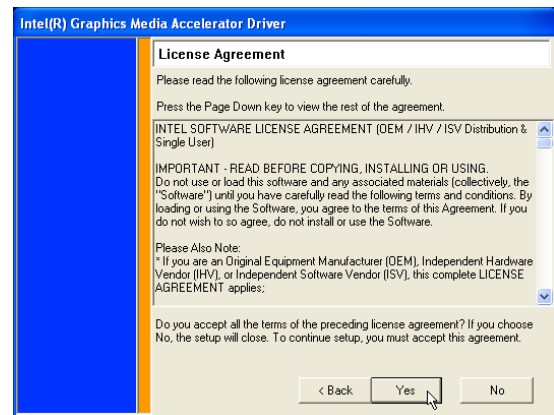 Intel(R) Graphics Media Accelerator Driver
License Agreement
Please read the following license agreement carefully.
Press the Page Down key to view the rest of the agreement.
INTEL SOFTWARE LICENSE AGREEMENT (OEM / IHV / ISV Distribution &
Single User)
IMPORTANT - READ BEFORE COPYING, INSTALLING OR USING.
Do not use or load this software and any associated materials (collectively, the
"Software") until you have carefully read the following terms and conditions. By
loading or using the Software, you agree to the terms of this Agreement. If you
do not wish to so agree, do not install or use the Software.
Please Also Note:
* If you are an Original Equipment Manufacturer (OEM), Independent Hardware
Vendor (IHV), or Independent Software Vendor (ISV), this complete LICENSE
AGREEMENT applies;
Do you accept all the terms of the preceding license agreement? If you choose
No, the setup will close. To continue setup, you must accept this agreement.
< Back Yes No